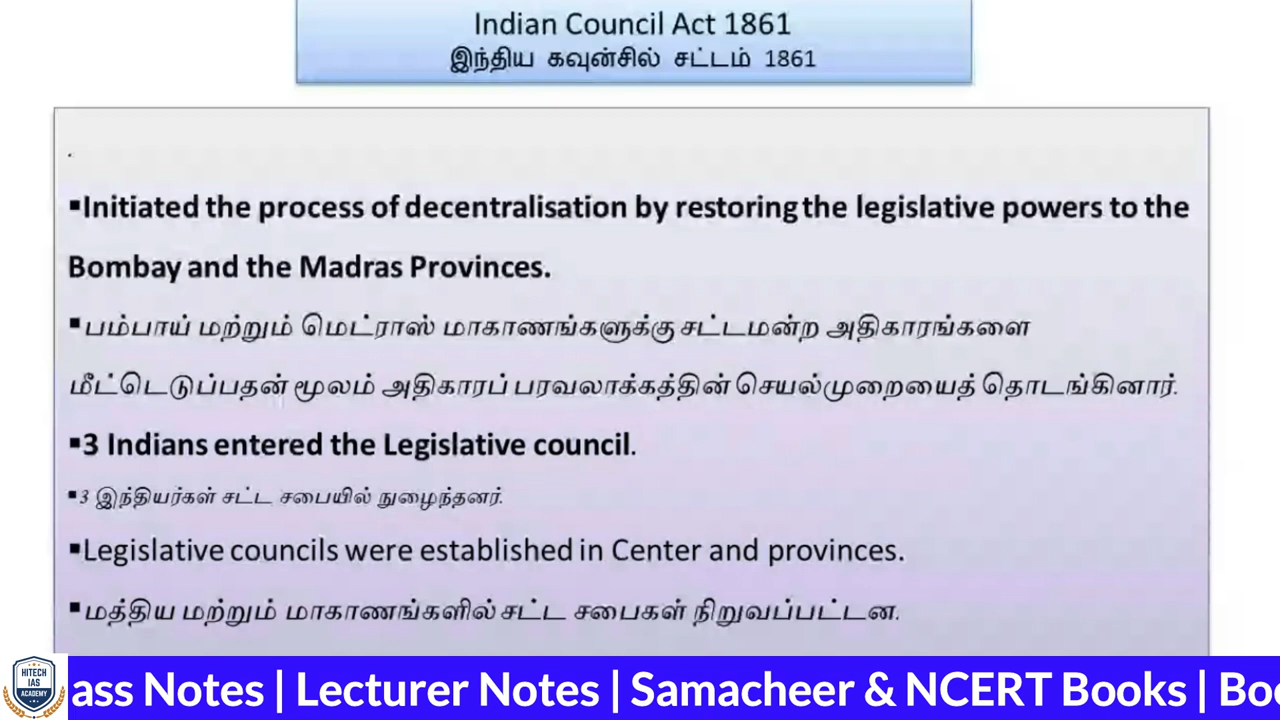 Indian Council Act 1861
இந்திய கவுன்சில் சட்டம் 1861
.
▪Initiated the process of decentralisation by restoring the legislative powers to the
Bombay and the Madras Provinces.
▪பம்பாய் மற்றும் மெட்ராஸ் மாகாணங்களுக்கு சட்டமன்ற அதிகாரங்களை
மீட்டெடுப்பதன் மூலம் அதிகாரப் பரவலாக்கத்தின் செயல்முறையைத் தொடங்கினார்.
▪3 Indians entered the Legislative council.
▪3 இந்தியர்கள் சட்ட சபையில் நுழைந்தனர்.
▪Legislative councils were established in Center and provinces.
▪மத்திய மற்றும் மாகாணங்களில் சட்ட சபைகள் நிறுவப்பட்டன.
HITECH
IAS
ACADEMY
ass Notes | Lecturer Notes | Samacheer & NCERT Books | Boo